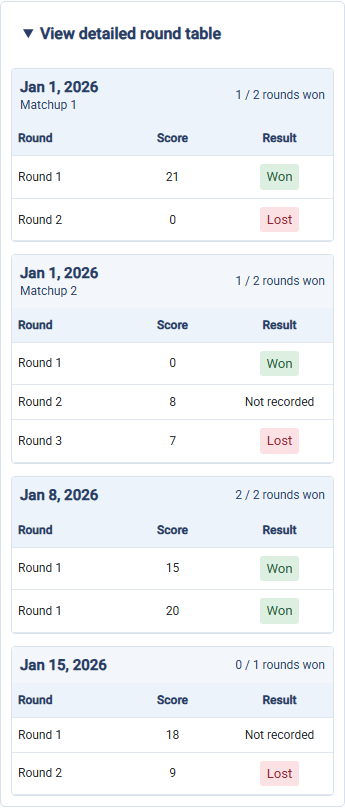 ▼ View detailed round table
Jan 1, 2026
Matchup 1
1 / 2 rounds won
Round Score Result
Round 1 21 Won
Round 2 0 Lost
Jan 1, 2026
Matchup 2
1 / 2 rounds won
Round Score Result
Round 1 0 Won
Round 2 8 Not recorded
Round 3 7 Lost
Jan 8, 2026 2 / 2 rounds won
Round Score Result
Round 1 15 Won
Round 1 20 Won
Jan 15, 2026 0 / 1 rounds won
Round Score Result
Round 1 18 Not recorded
Round 2 9 Lost